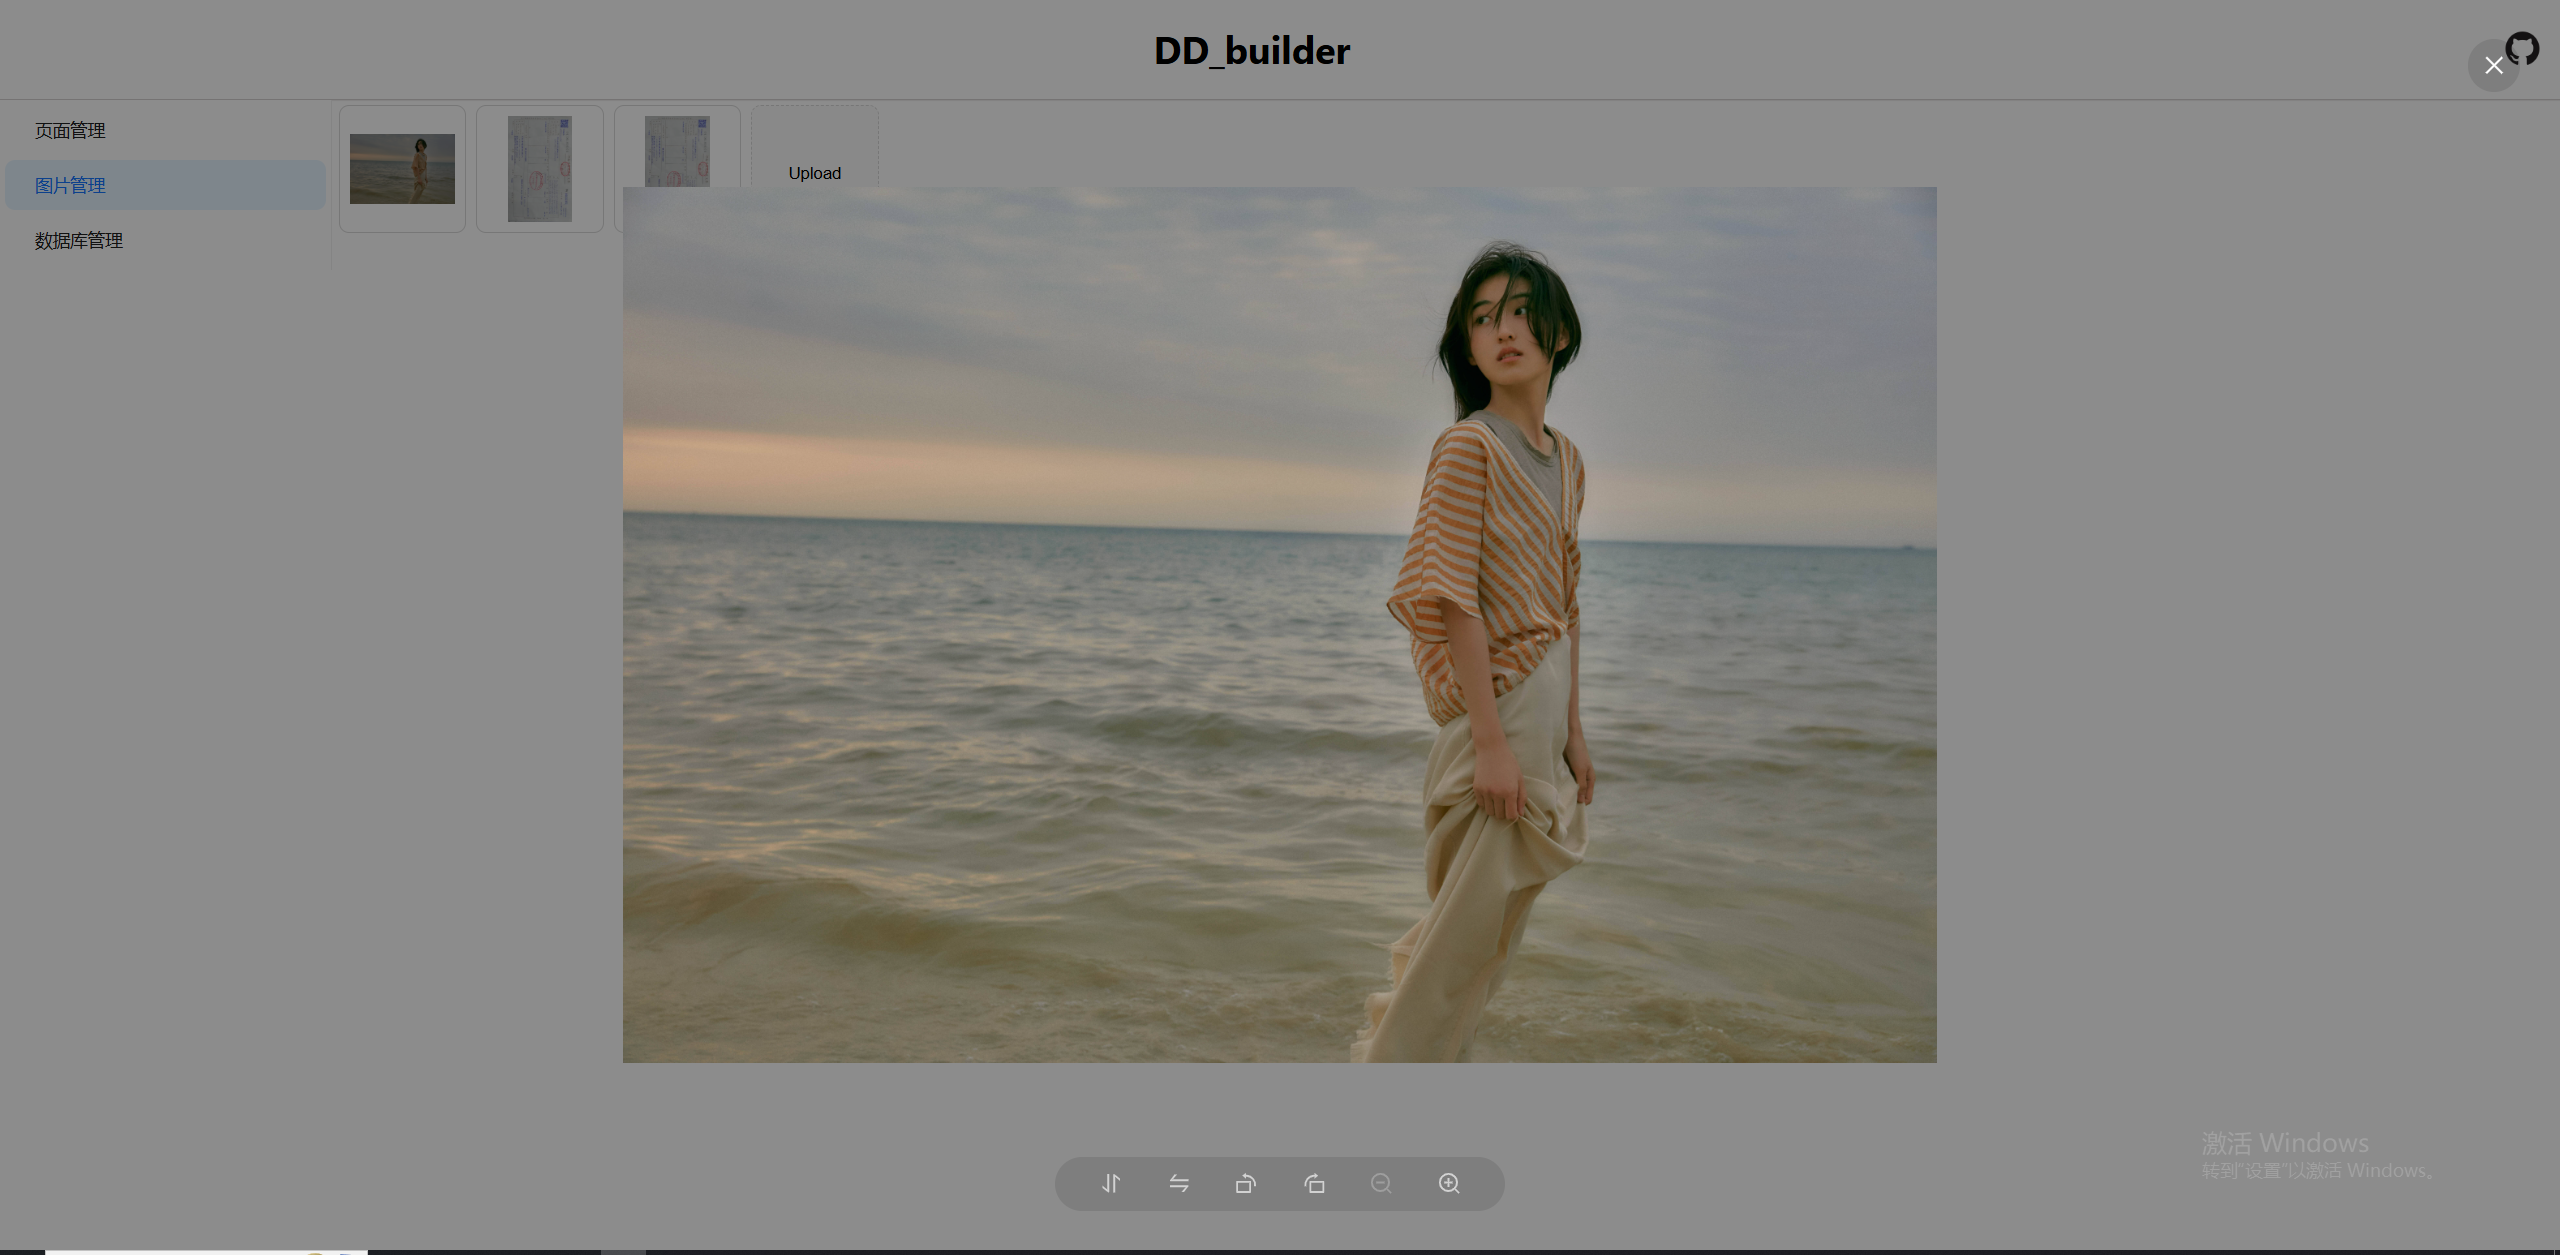 DD_builder
页面管理
图片管理
数据库管理
Upload
激活 Windows
转到"设置"以激活 Windows。